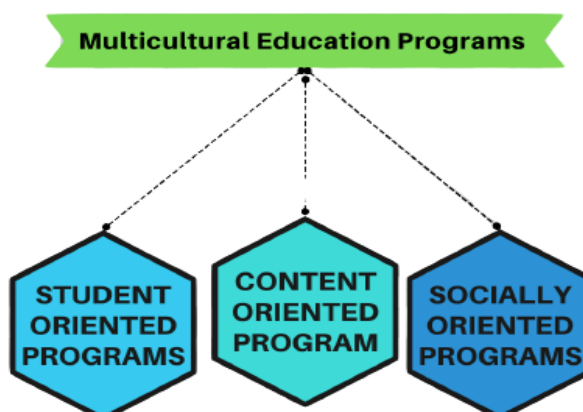 Multicultural Education Programs
STUDENT
ORIENTED
PROGRAMS
CONTENT
ORIENTED
PROGRAM
SOCIALLY
ORIENTED
PROGRAMS